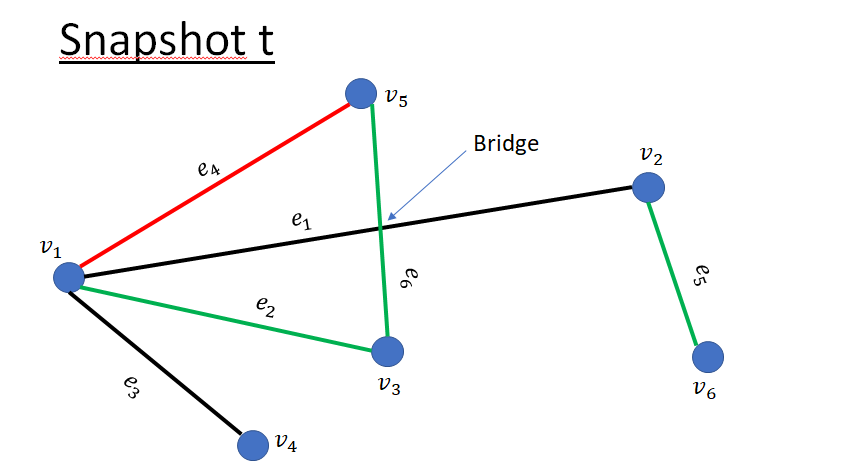 Snapshot t
v₅
Bridge
v₂
e₄
e₁
v₁
e₆
e₅
e₂
v₃
e₃
v₆
v₄